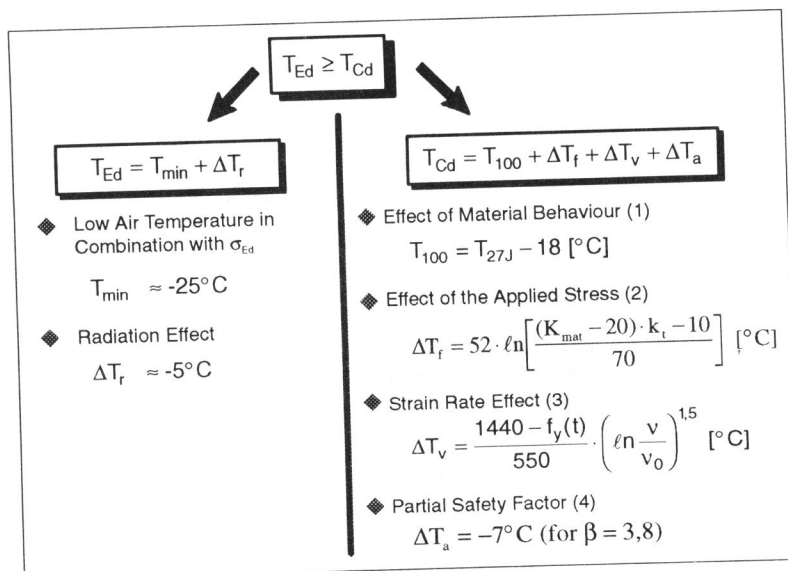 T_Ed ≥ T_Cd
T_Ed = T_min + ΔT_r
Low Air Temperature in
Combination with σ_Ed
T_min ≈ -25°C
Radiation Effect
ΔT_r ≈ -5°C
T_Cd = T_100 + ΔT_f + ΔT_v + ΔT_a
Effect of Material Behaviour (1)
T_100 = T_27J − 18 [°C]
Effect of the Applied Stress (2)
ΔT_f = 52 · ℓn[((K_mat − 20) · k_t − 10) / 70] [°C]
Strain Rate Effect (3)
ΔT_v = (1440 − f_y(t)) / 550 · (ℓn ν/ν_0)^1,5 [°C]
Partial Safety Factor (4)
ΔT_a = −7°C (for β = 3,8)